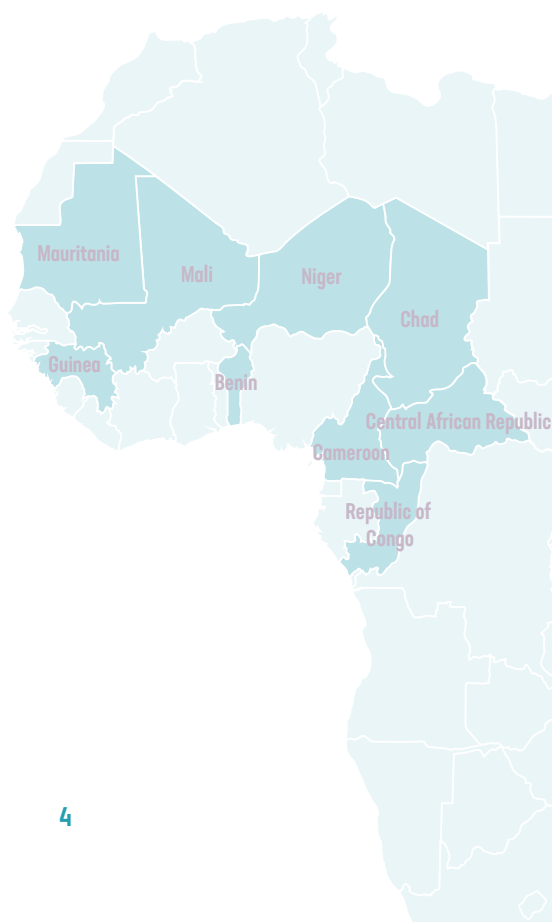 Mauritania
Mali
Niger
Chad
Guinea
Benin
Central African Republic
Cameroon
Republic of
Congo
4